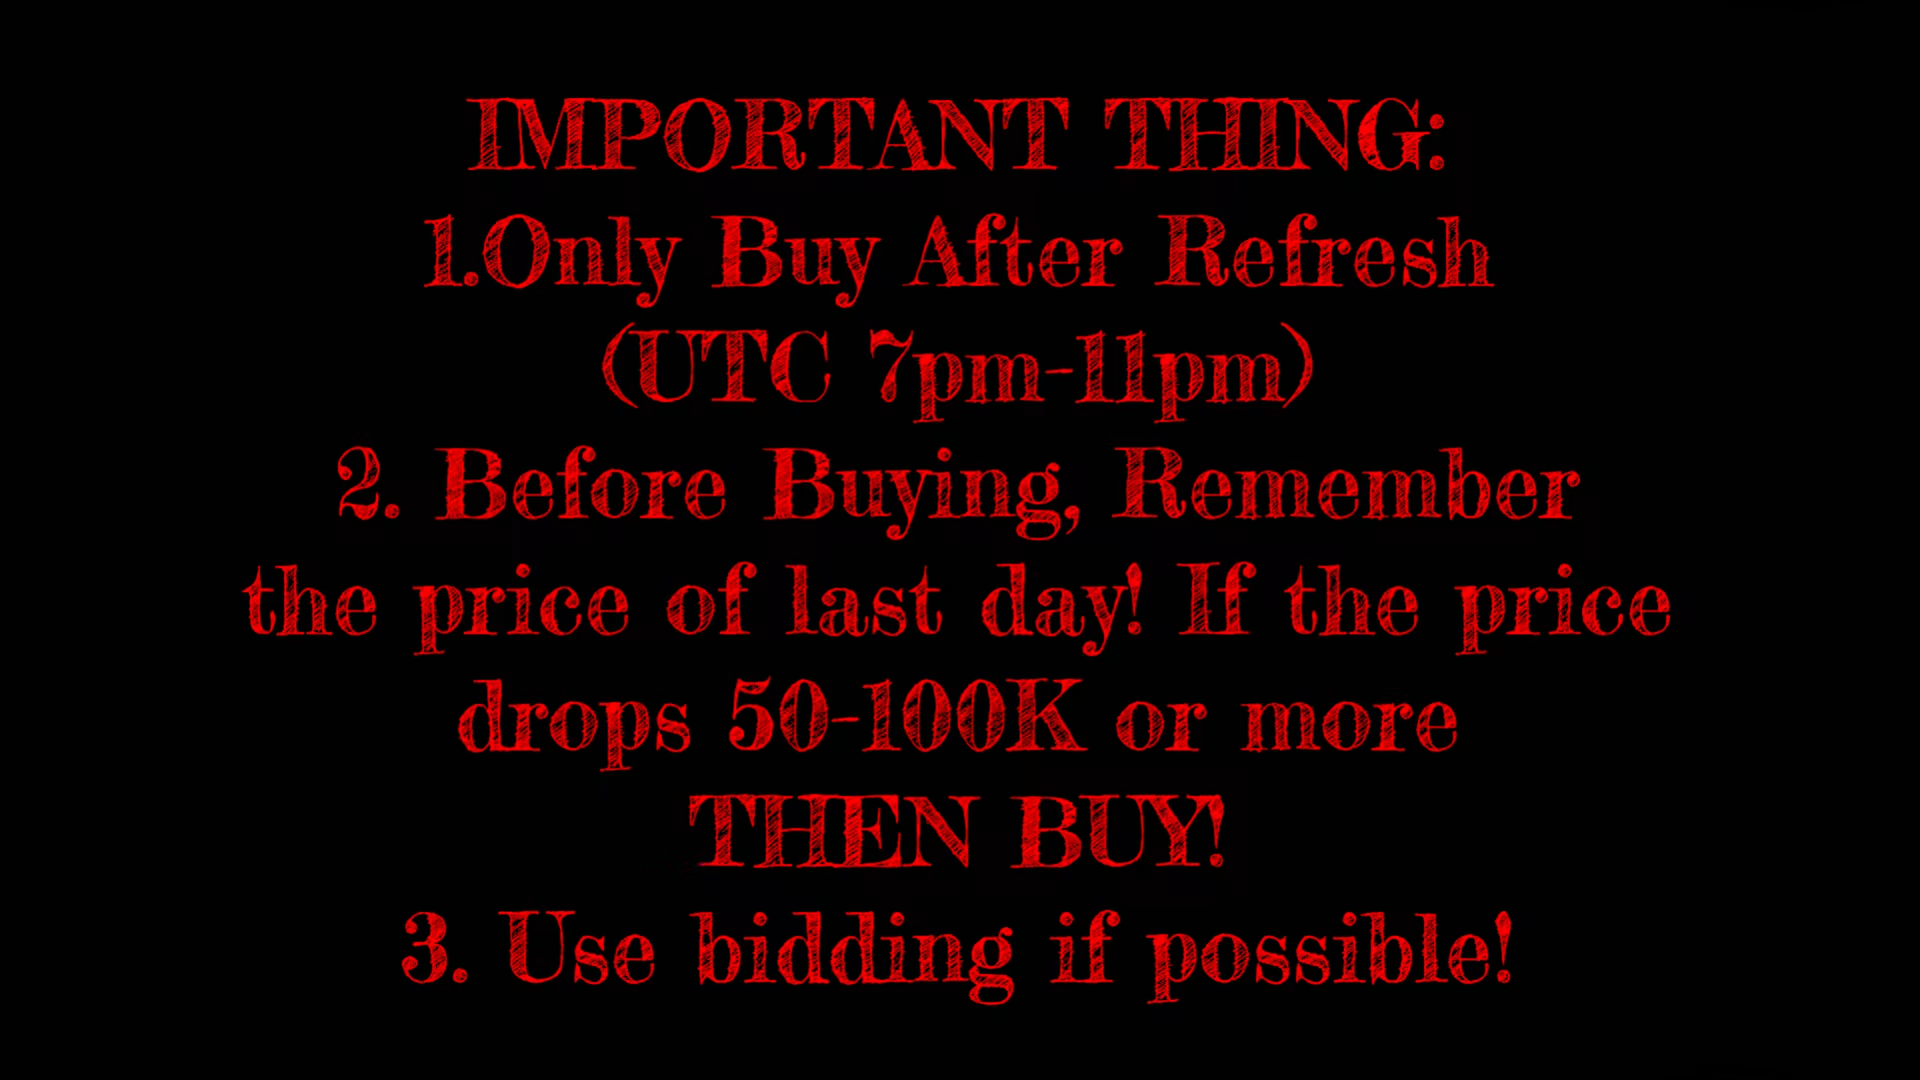 IMPORTANT THING:
1.Only Buy After Refresh
(UTC 7pm-11pm)
2. Before Buying, Remember
the price of last day! If the price
drops 50-100K or more
THEN BUY!
3. Use bidding if possible!